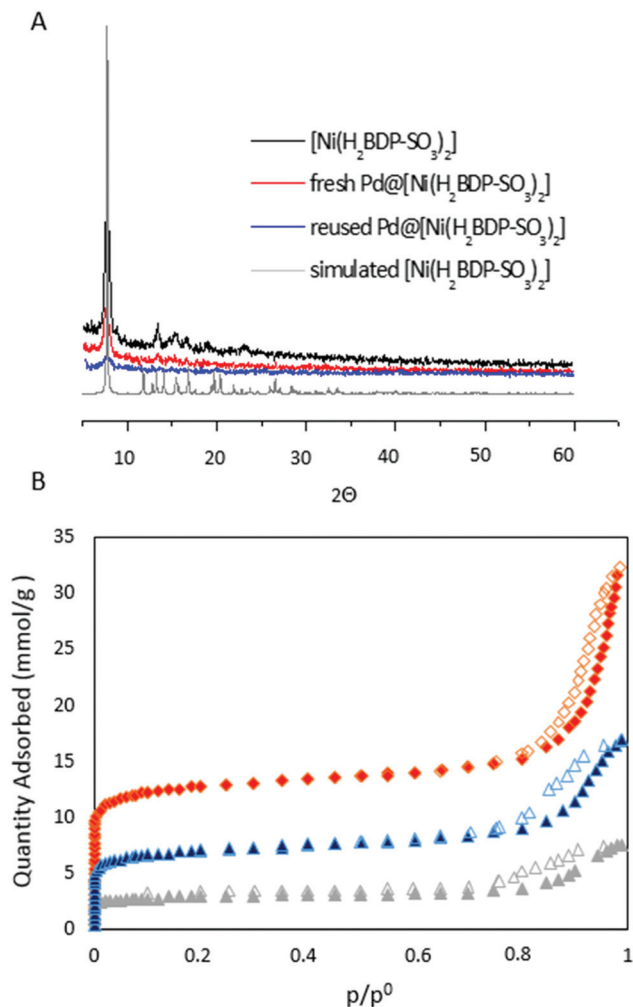 A
[Ni(H₂BDP-SO₃)₂]
fresh Pd@[Ni(H₂BDP-SO₃)₂]
reused Pd@[Ni(H₂BDP-SO₃)₂]
simulated [Ni(H₂BDP-SO₃)₂]
10 20 30 40 50 60
2Θ
B
Quantity Adsorbed (mmol/g )
35
30
25
20
15
10
5
0
0 0.2 0.4 0.6 0.8 1
p/p⁰